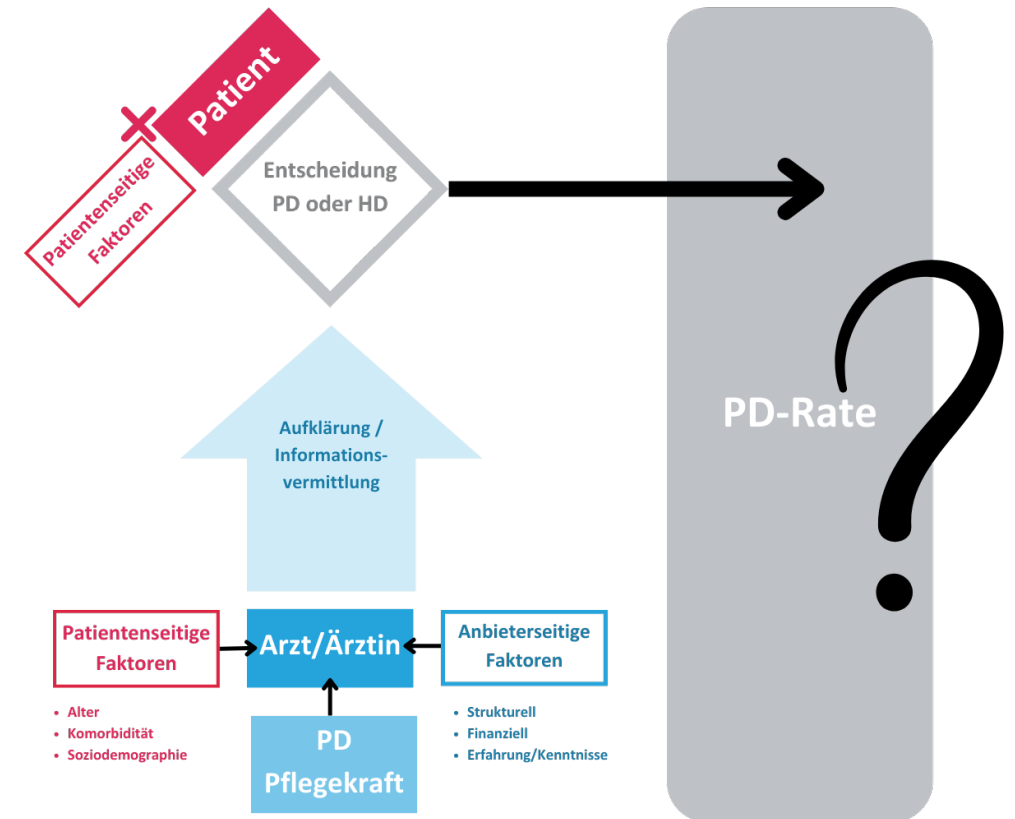 Patient
Patientenseitige
Faktoren
Entscheidung
PD oder HD
PD-Rate
?
Aufklärung /
Informations-
vermittlung
Patientenseitige
Faktoren
Arzt/Ärztin
Anbieterseitige
Faktoren
• Alter
• Komorbidität
• Soziodemographie
PD
Pflegekraft
• Strukturell
• Finanziell
• Erfahrung/Kenntnisse